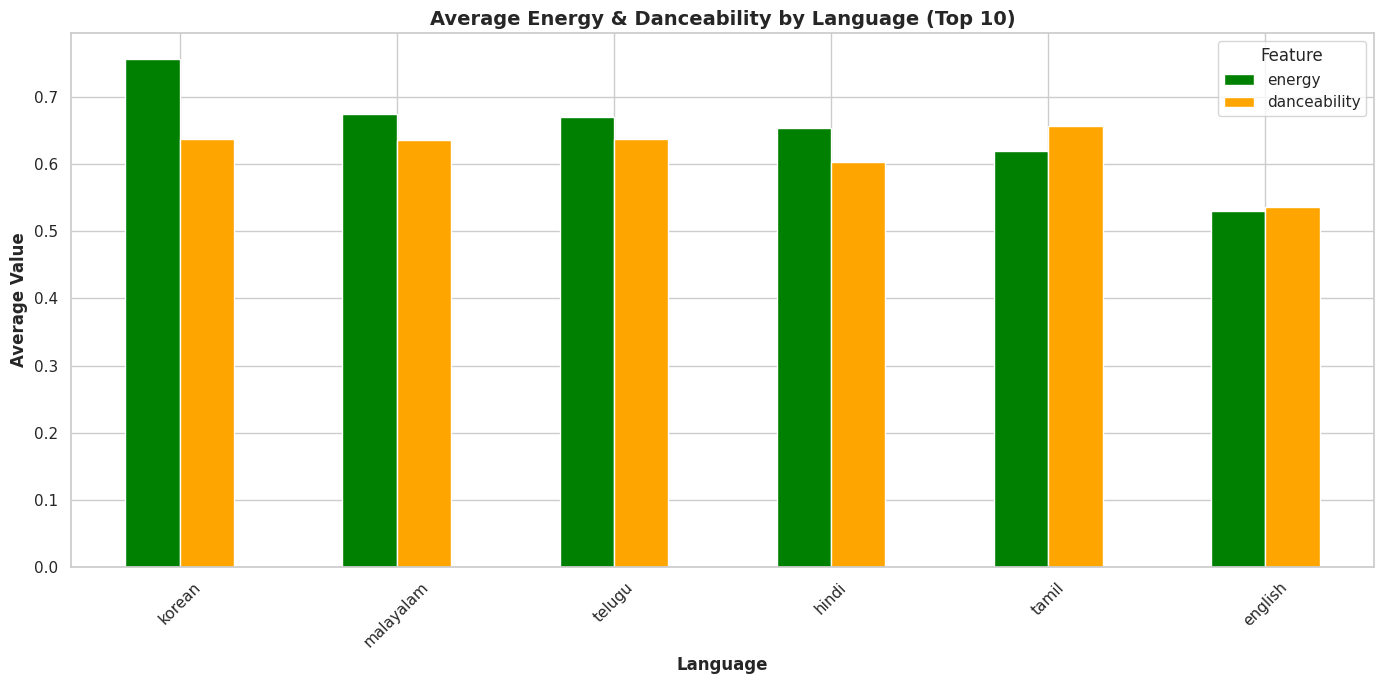 Average Energy & Danceability by Language (Top 10)
Feature
energy
danceability
Average Value
0.7
0.6
0.5
0.4
0.3
0.2
0.1
0.0
korean
malayalam
telugu
hindi
tamil
english
Language